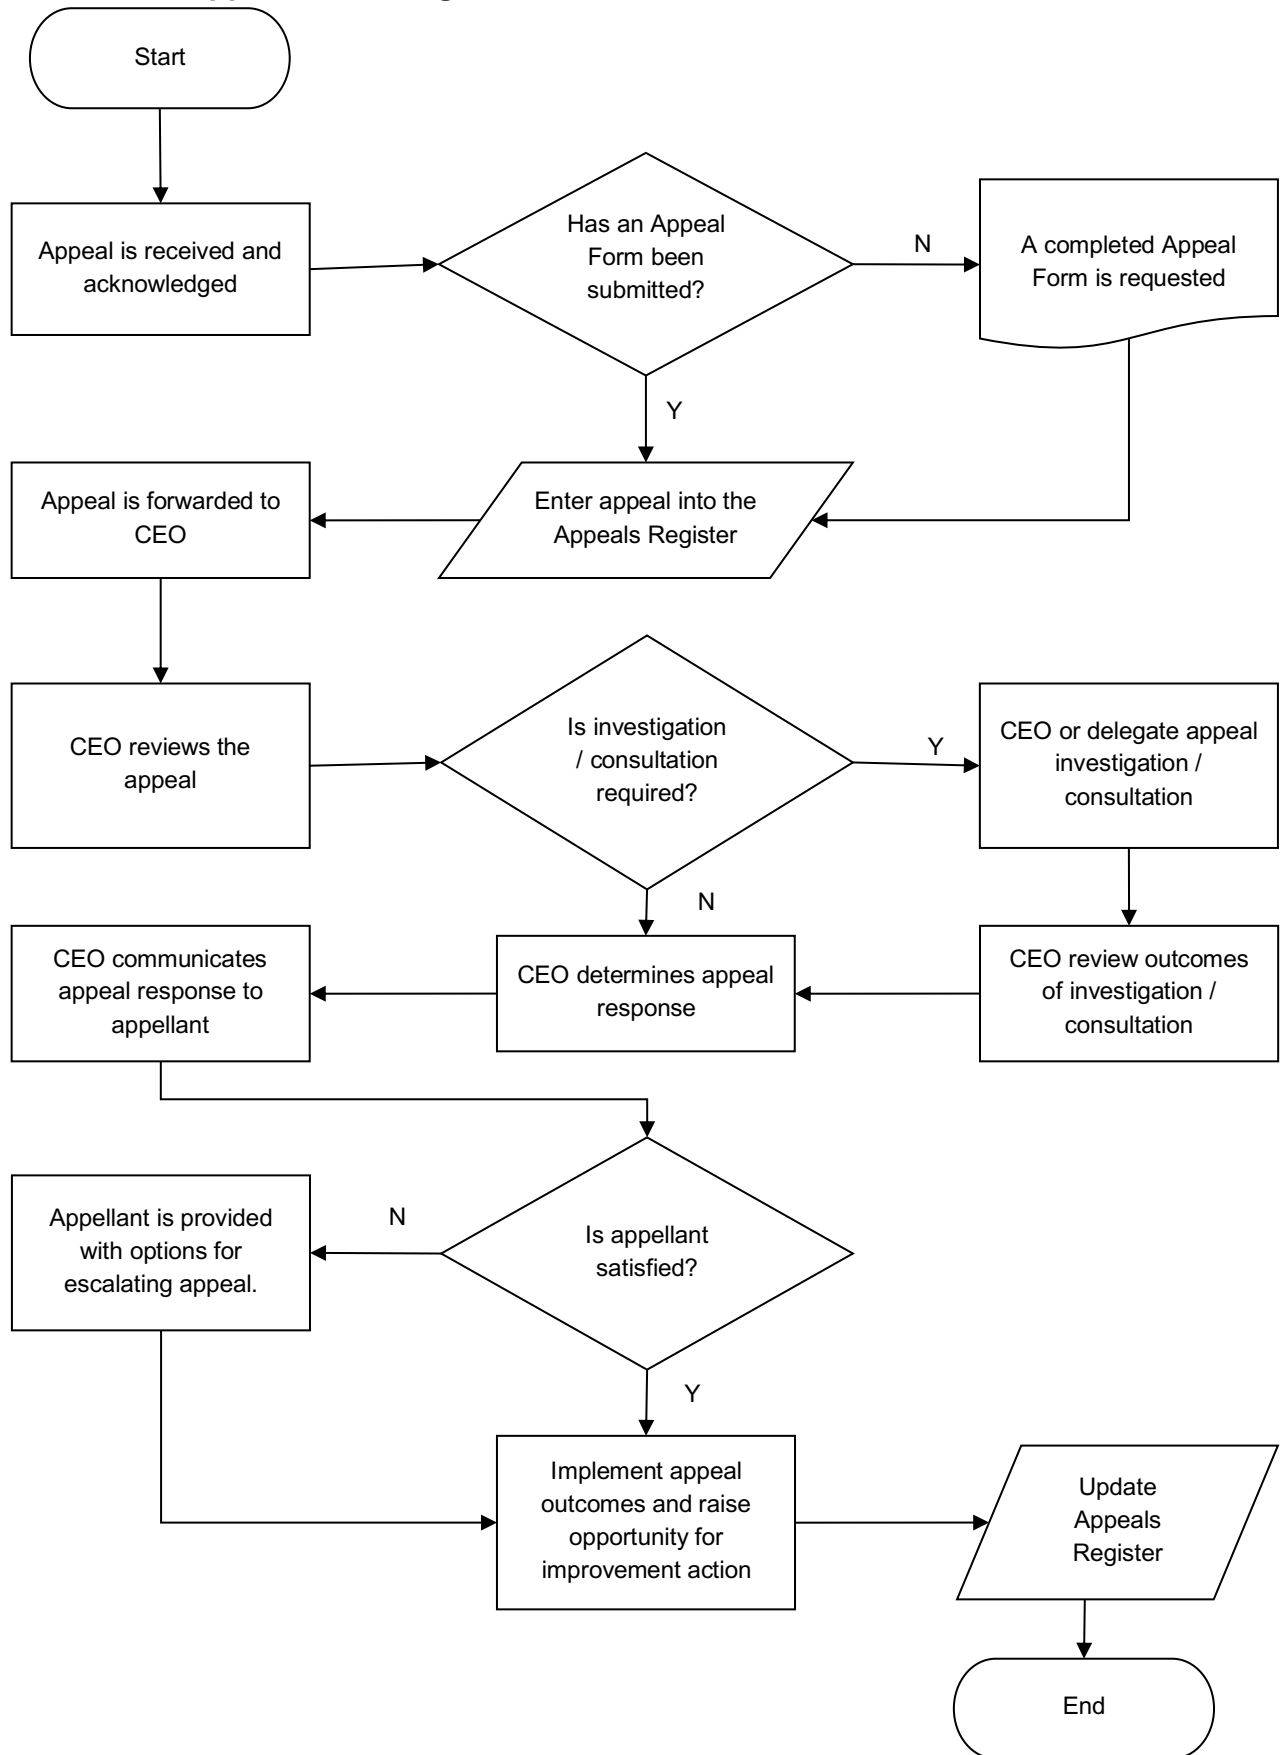 Start
Appeal is received and
acknowledged
Has an Appeal
Form been
submitted?
N
A completed Appeal
Form is requested
Y
Appeal is forwarded to
CEO
Enter appeal into the
Appeals Register
CEO reviews the
appeal
Is investigation
/ consultation
required?
Y
CEO or delegate appeal
investigation /
consultation
N
CEO communicates
appeal response to
appellant
CEO determines appeal
response
CEO review outcomes
of investigation /
consultation
Appellant is provided
with options for
escalating appeal.
N
Is appellant
satisfied?
Y
Implement appeal
outcomes and raise
opportunity for
improvement action
Update
Appeals
Register
End